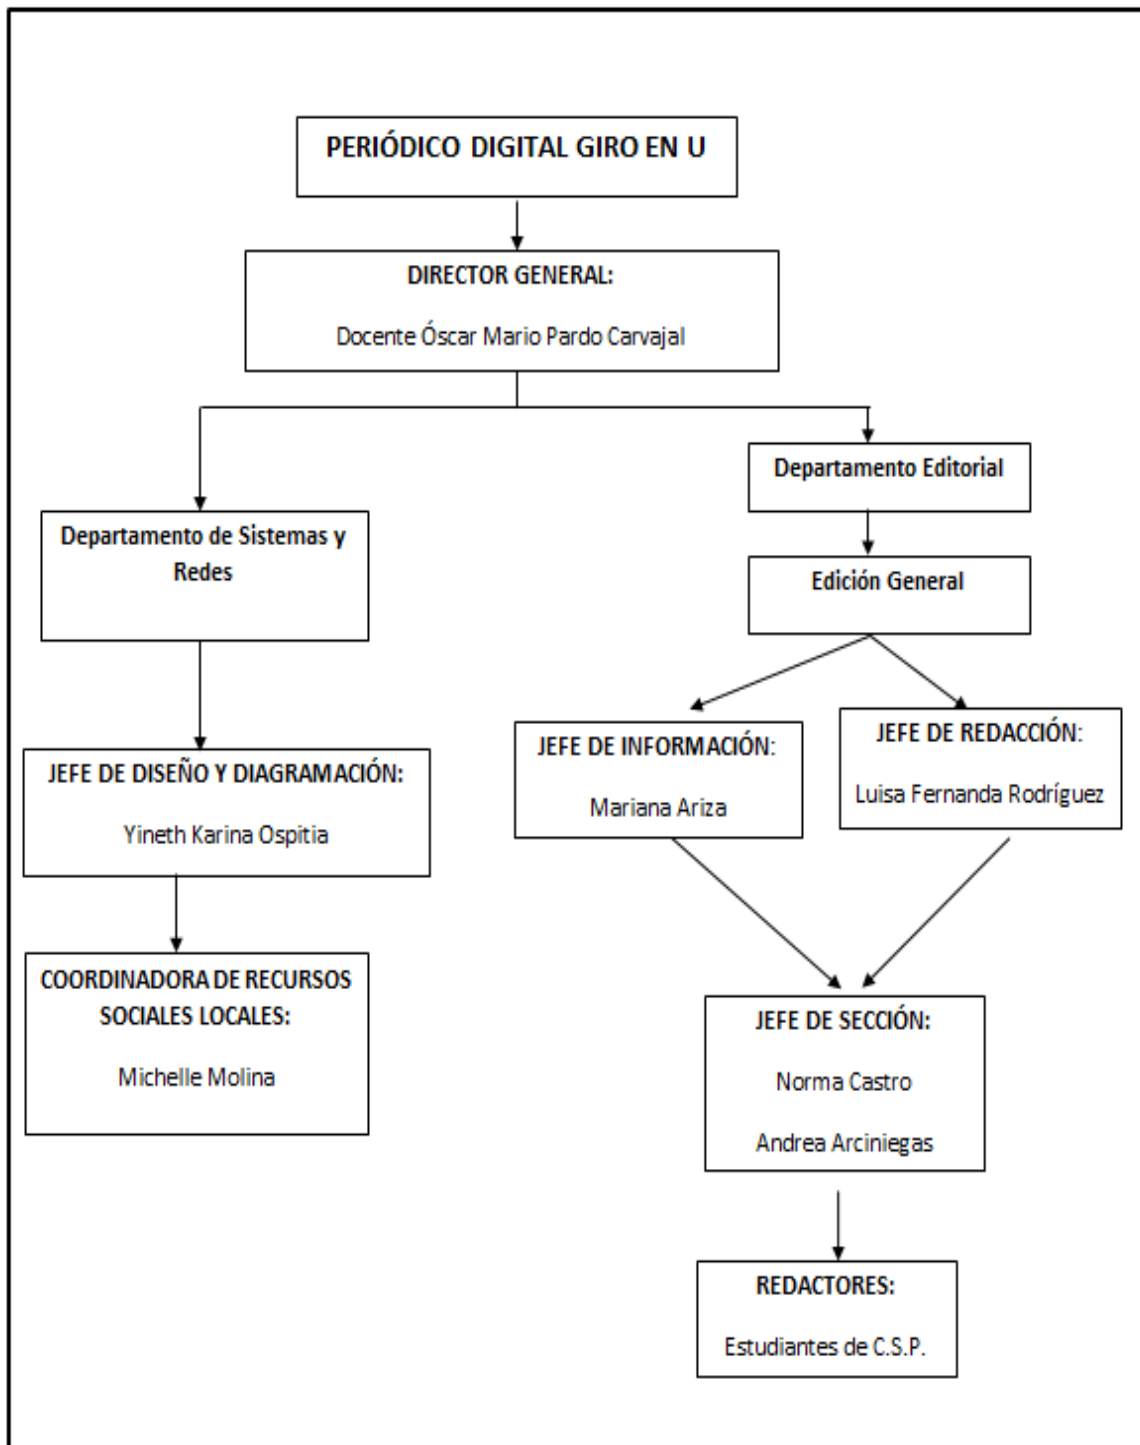 PERIÓDICO DIGITAL GIRO EN U
DIRECTOR GENERAL:
Docente Óscar Mario Pardo Carvajal
Departamento de Sistemas y
Redes
JEFE DE DISEÑO Y DIAGRAMACIÓN:
Yineth Karina Ospitia
COORDINADORA DE RECURSOS
SOCIALES LOCALES:
Michelle Molina
Departamento Editorial
Edición General
JEFE DE INFORMACIÓN:
Mariana Ariza
JEFE DE REDACCIÓN:
Luisa Fernanda Rodríguez
JEFE DE SECCIÓN:
Norma Castro
Andrea Arciniegas
REDACTORES:
Estudiantes de C.S.P.